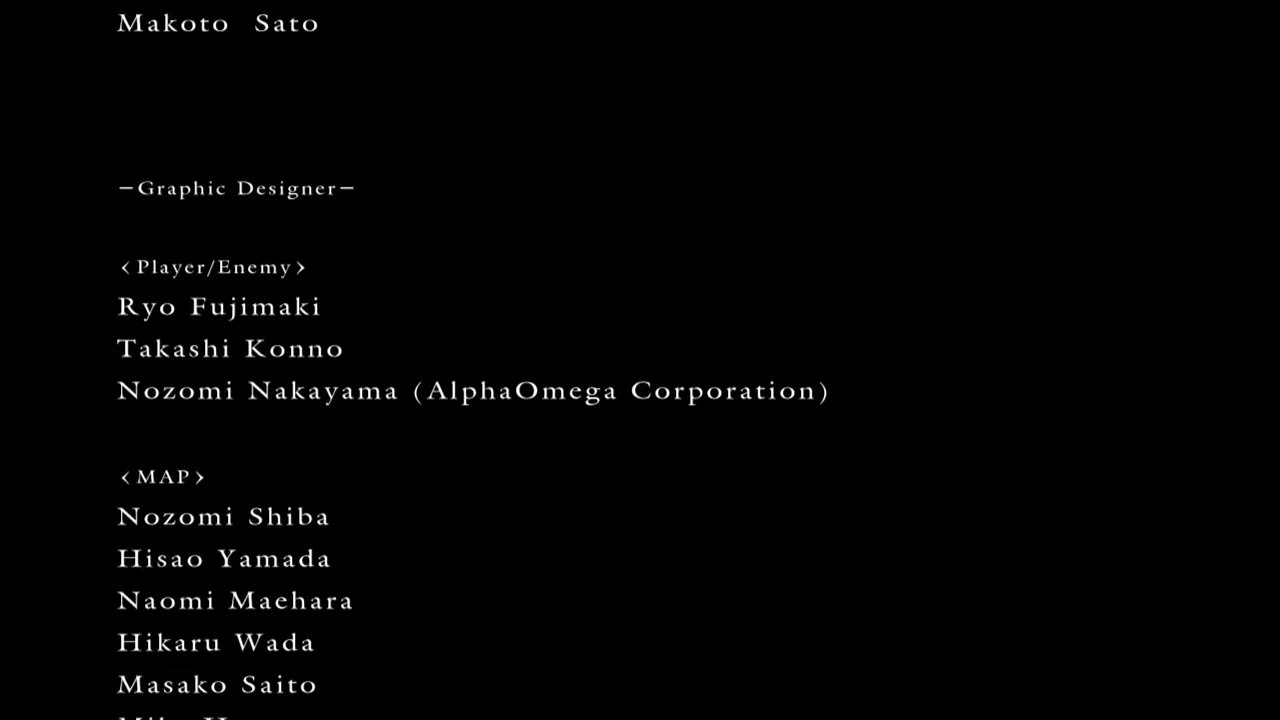 Makoto  Sato
－Graphic Designer－
〈Player/Enemy〉
Ryo Fujimaki
Takashi Konno
Nozomi Nakayama (AlphaOmega Corporation)
〈MAP〉
Nozomi Shiba
Hisao Yamada
Naomi Maehara
Hikaru Wada
Masako Saito